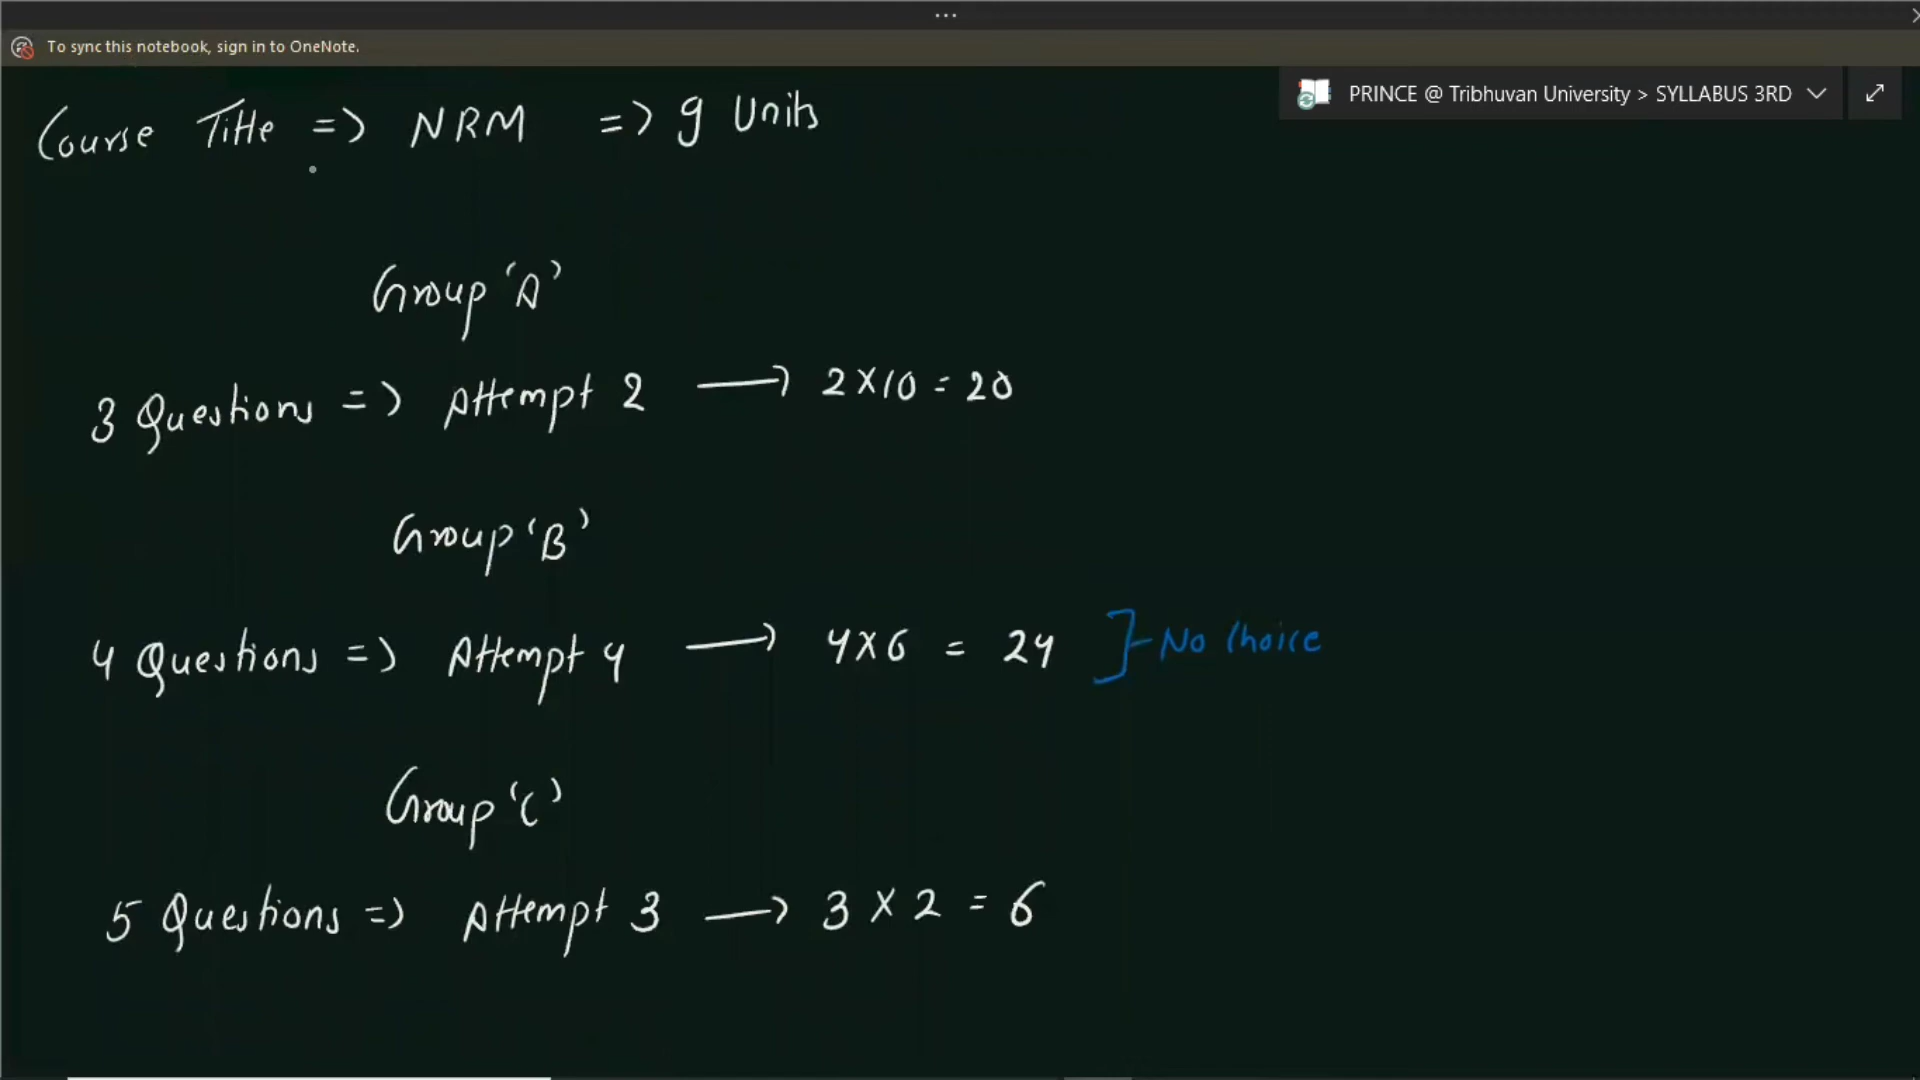 ...
To sync this notebook, sign in to OneNote.
PRINCE @ Tribhuvan University > SYLLABUS 3RD
Course Title => NRM => 9 Units
Group 'A'
3 Questions => Attempt 2 → 2×10 = 20
Group 'B'
4 Questions => Attempt 4 → 4×6 = 24 }-No Choice
Group 'C'
5 Questions => Attempt 3 → 3 × 2 = 6